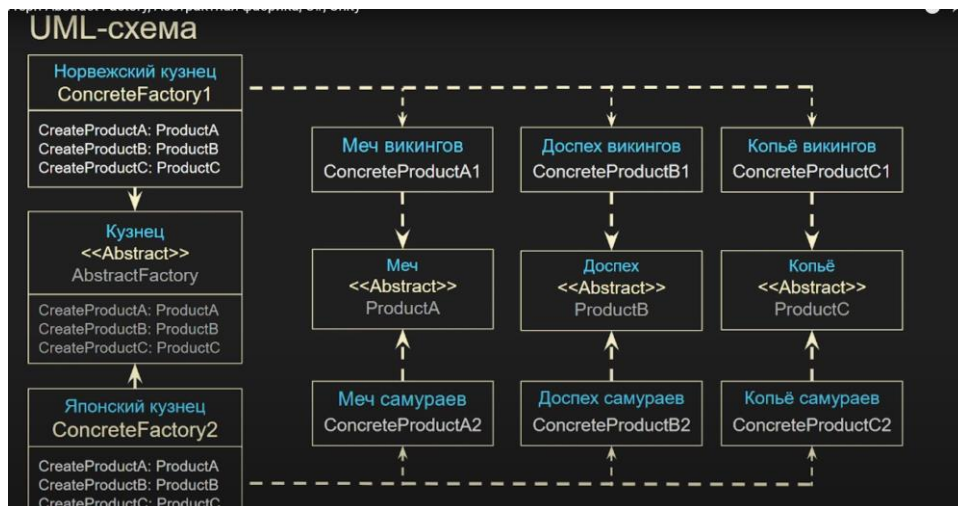 UML-схема
Норвежский кузнец
ConcreteFactory1
CreateProductA: ProductA
CreateProductB: ProductB
CreateProductC: ProductC
Меч викингов
ConcreteProductA1
Доспех викингов
ConcreteProductB1
Копьё викингов
ConcreteProductC1
Кузнец
<<Abstract>>
AbstractFactory
CreateProductA: ProductA
CreateProductB: ProductB
CreateProductC: ProductC
Меч
<<Abstract>>
ProductA
Доспех
<<Abstract>>
ProductB
Копьё
<<Abstract>>
ProductC
Японский кузнец
ConcreteFactory2
CreateProductA: ProductA
CreateProductB: ProductB
CreateProductC: ProductC
Меч самураев
ConcreteProductA2
Доспех самураев
ConcreteProductB2
Копьё самураев
ConcreteProductC2